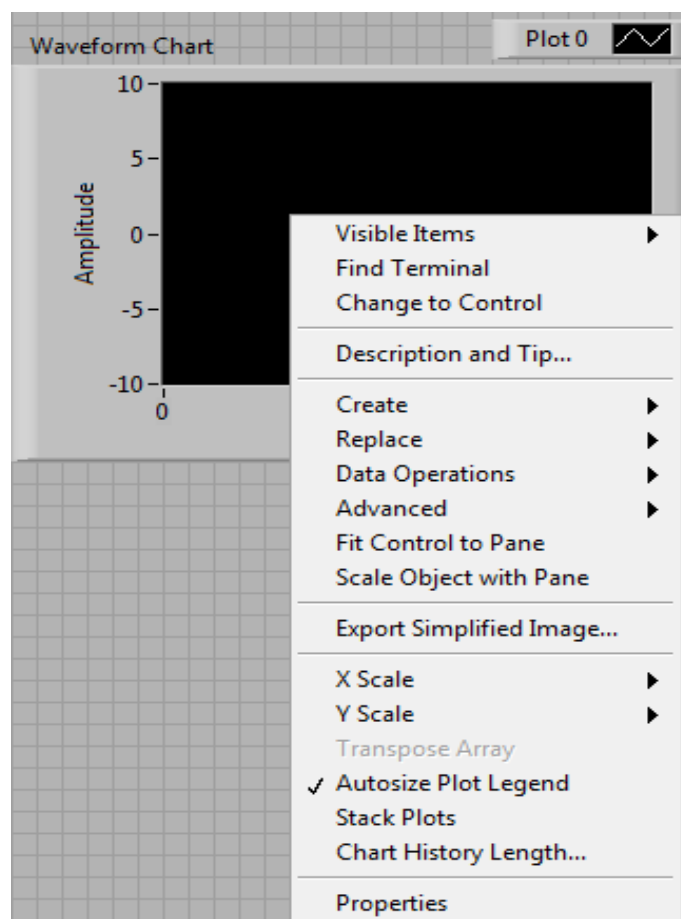 Waveform Chart
Plot 0
10
5
0
-5
-10
Amplitude
0
Visible Items
Find Terminal
Change to Control
Description and Tip...
Create
Replace
Data Operations
Advanced
Fit Control to Pane
Scale Object with Pane
Export Simplified Image...
X Scale
Y Scale
Transpose Array
Autosize Plot Legend
Stack Plots
Chart History Length...
Properties